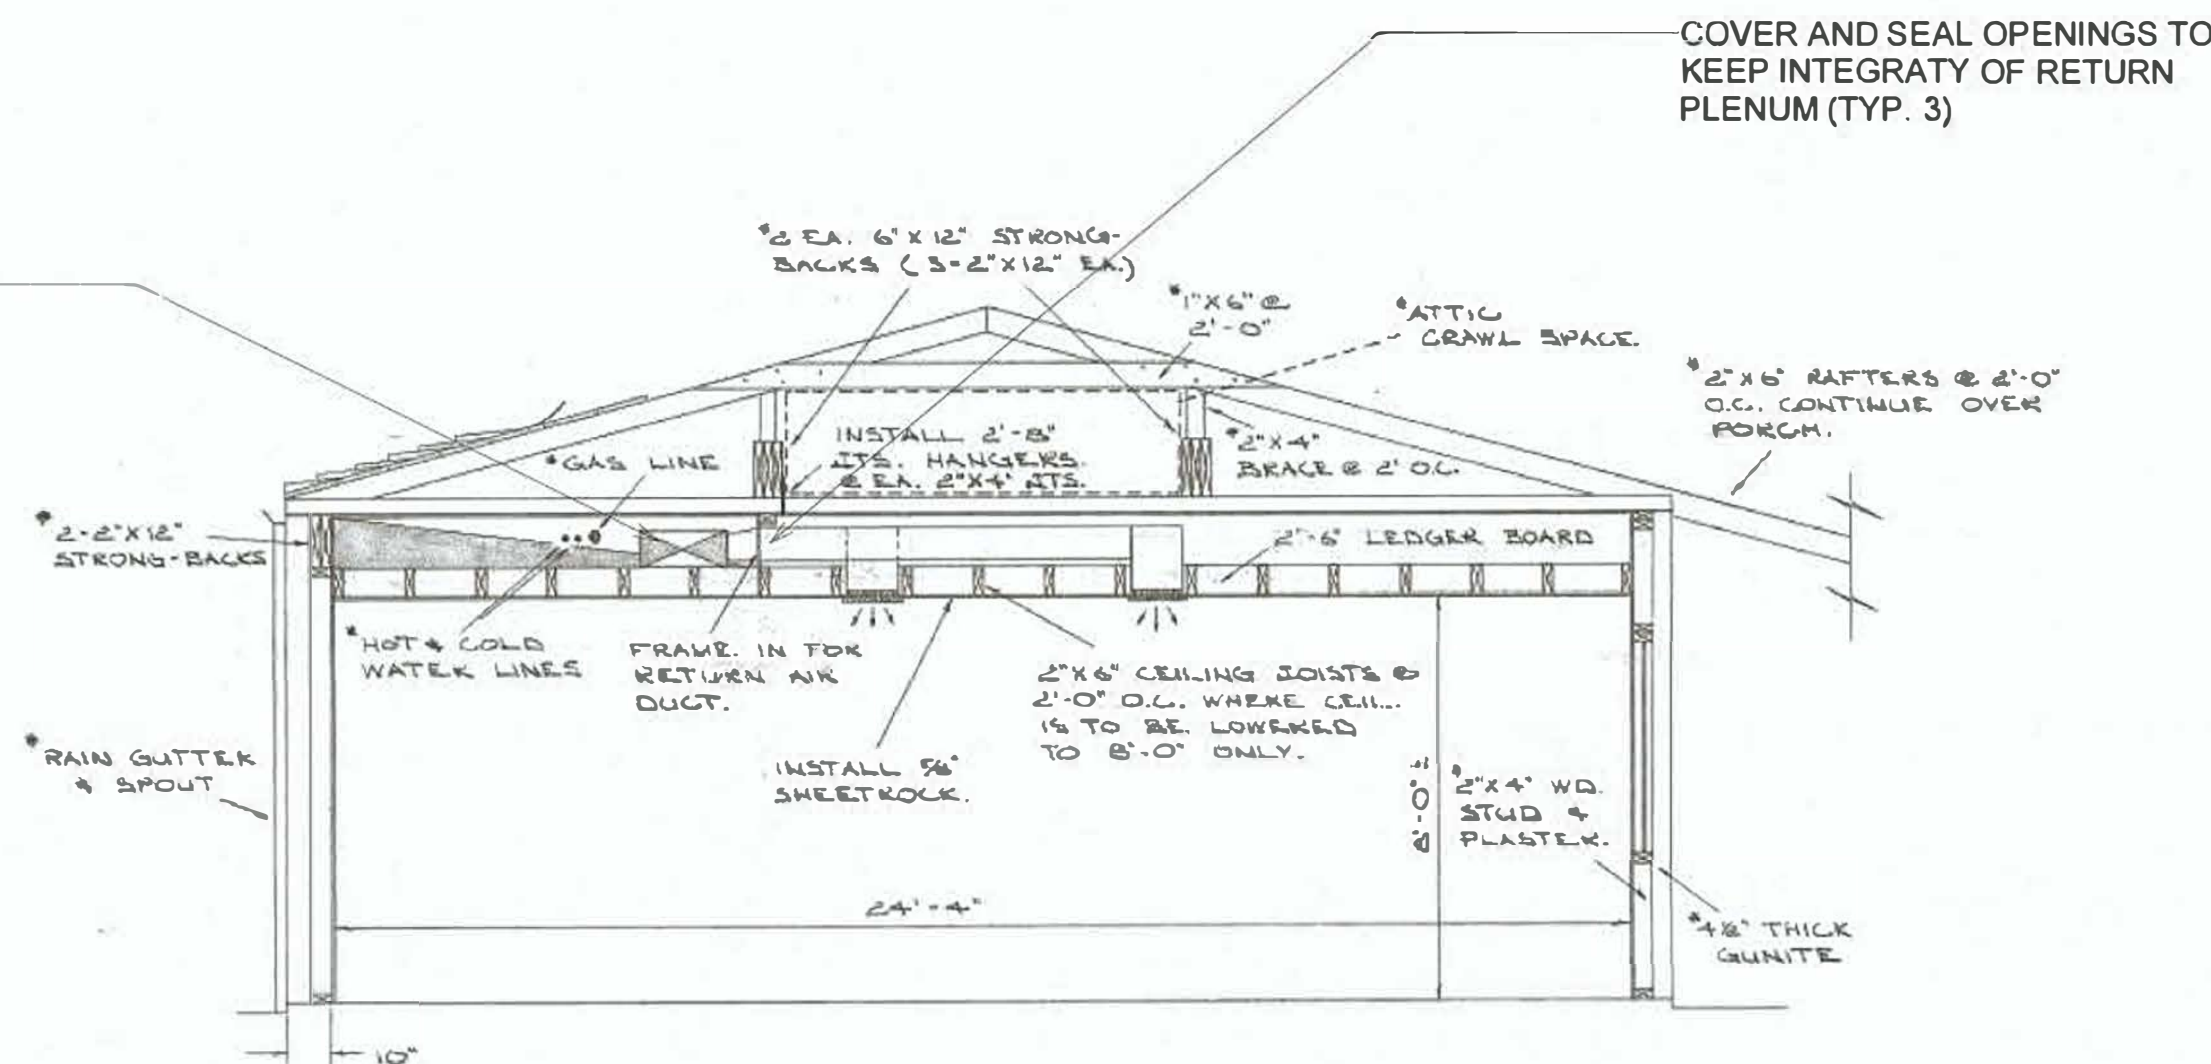 COVER AND SEAL OPENINGS TO
KEEP INTEGRATY OF RETURN
PLENUM (TYP. 3)
*2 EA. 6" X 12" STRONG-
BACKS (3-2"X12" EA.)
*1"X6" @
2'-0"
*ATTIC
CRAWL SPACE.
*2"X6" RAFTERS @ 2'-0"
O.C. CONTINUE OVER
PORCH.
*GAS LINE
INSTALL 2'-8"
JTS. HANGERS
@ EA. 2"X4" JTS.
*2"X4"
BRACE @ 2' O.C.
*2-2"X12"
STRONG-BACKS
2"-6" LEDGER BOARD
*HOT & COLD
WATER LINES
FRAME IN FOR
RETURN AIR
DUCT.
2"X6" CEILING JOISTS @
2'-0" O.C. WHERE CEIL...
IS TO BE LOWERED
TO 8'-0" ONLY.
*RAIN GUTTER
& SPOUT
INSTALL 5/8"
SHEETROCK.
*2"X4" WD.
STUD &
PLASTER.
24'-4"
*4½" THICK
GUNITE
10"